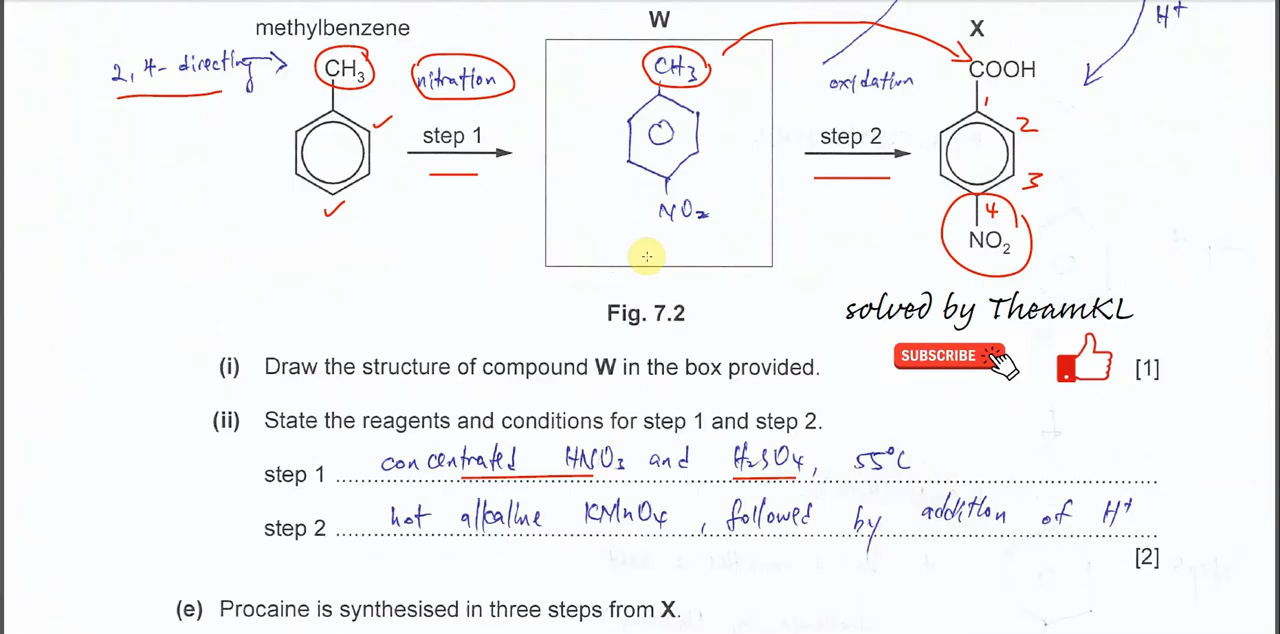 methylbenzene
W
X
H+
2, 4- directing
CH3
nitration
CH3
oxidation
COOH
1
2
step 1
step 2
3
4
NO2
NO2
Fig. 7.2
solved by TheamKL
SUBSCRIBE
(i) Draw the structure of compound W in the box provided. [1]
(ii) State the reagents and conditions for step 1 and step 2.
step 1 concentrated HNO3 and H2SO4, 55°C
step 2 hot alkaline KMnO4, followed by addition of H+
[2]
(e) Procaine is synthesised in three steps from X.